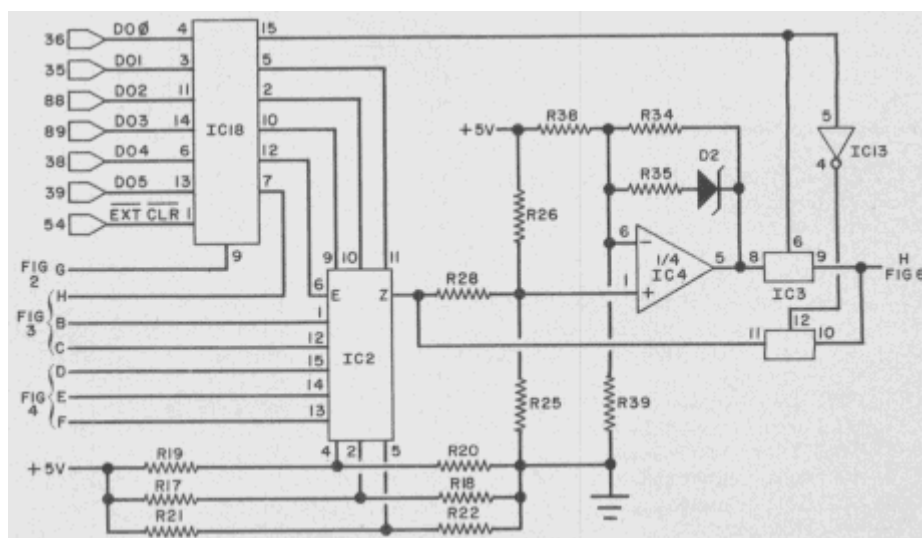 36 DOØ 4 15
35 DO1 3 5
88 DO2 11 2
89 DO3 14 10
38 DO4 6 12
39 DO5 13 7
54 EXT CLR 1
IC18
9
FIG 2 G
FIG 3 H B C
FIG 4 D E F
9 10 11
6 E Z
1
12
15
14
13
IC2
4 2 5
+5V R19 R20
R17 R18
R21 R22
+5V R38 R34
R35 D2
R26
R28
R25
R39
6 −
1 +
1/4 IC4
5
5
4 IC13
8 6 9
IC3
11 12 10
H
FIG 6